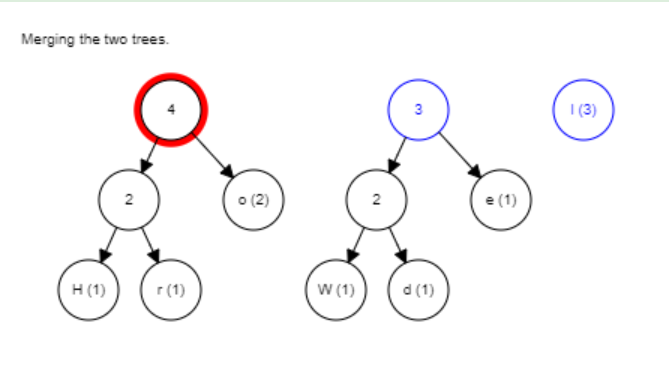 Merging the two trees.
4 3 l (3)
2 o (2) 2 e (1)
H (1) r (1) W (1) d (1)